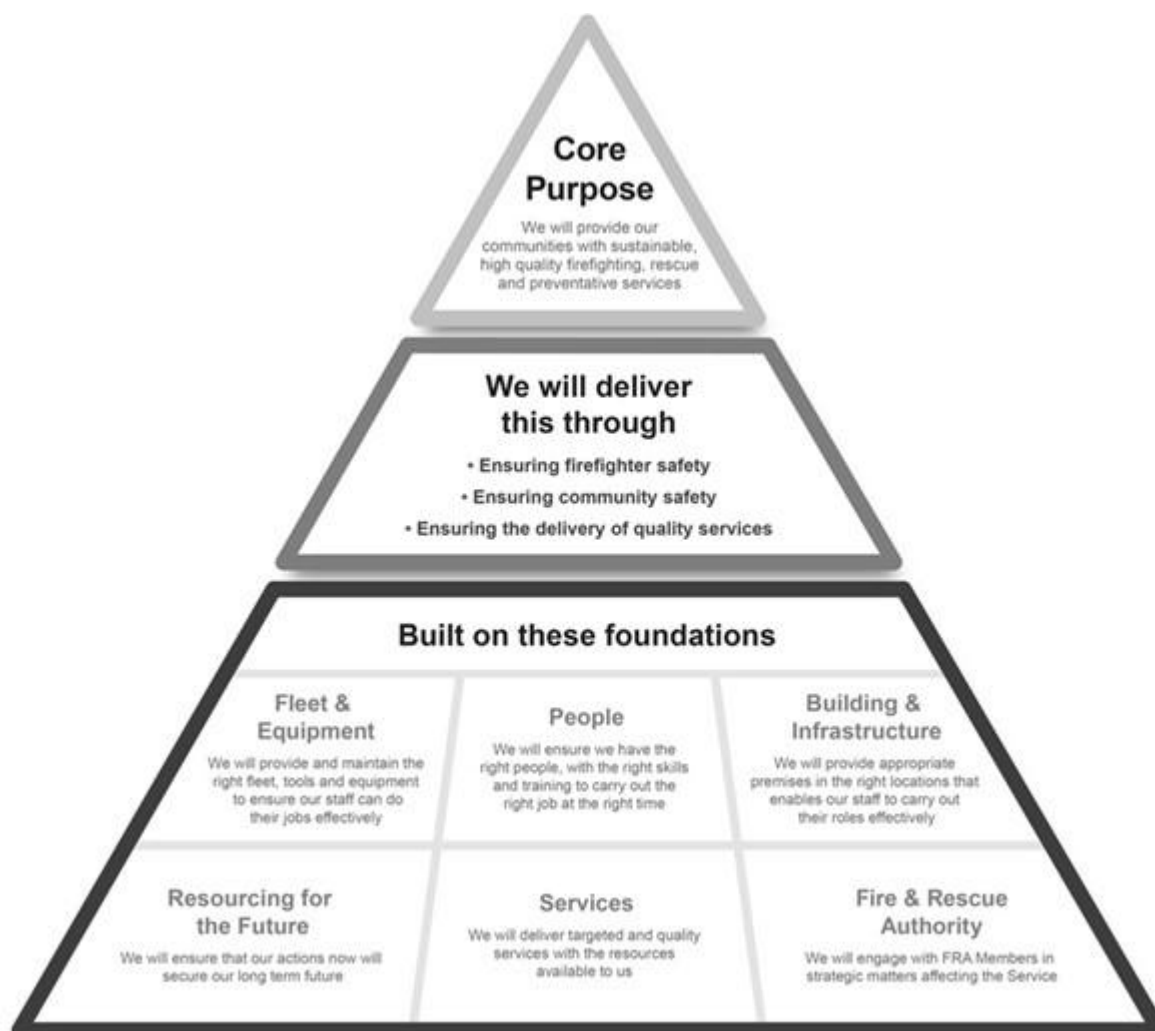 Core
Purpose
We will provide our
communities with sustainable,
high quality firefighting, rescue
and preventative services
We will deliver
this through
• Ensuring firefighter safety
• Ensuring community safety
• Ensuring the delivery of quality services
Built on these foundations
Fleet &
Equipment
We will provide and maintain the
right fleet, tools and equipment
to ensure our staff can do
their jobs effectively
People
We will ensure we have the
right people, with the right skills
and training to carry out the
right job at the right time
Building &
Infrastructure
We will provide appropriate
premises in the right locations that
enables our staff to carry out
their roles effectively
Resourcing for
the Future
We will ensure that our actions now will
secure our long term future
Services
We will deliver targeted and quality
services with the resources
available to us
Fire & Rescue
Authority
We will engage with FRA Members in
strategic matters affecting the Service